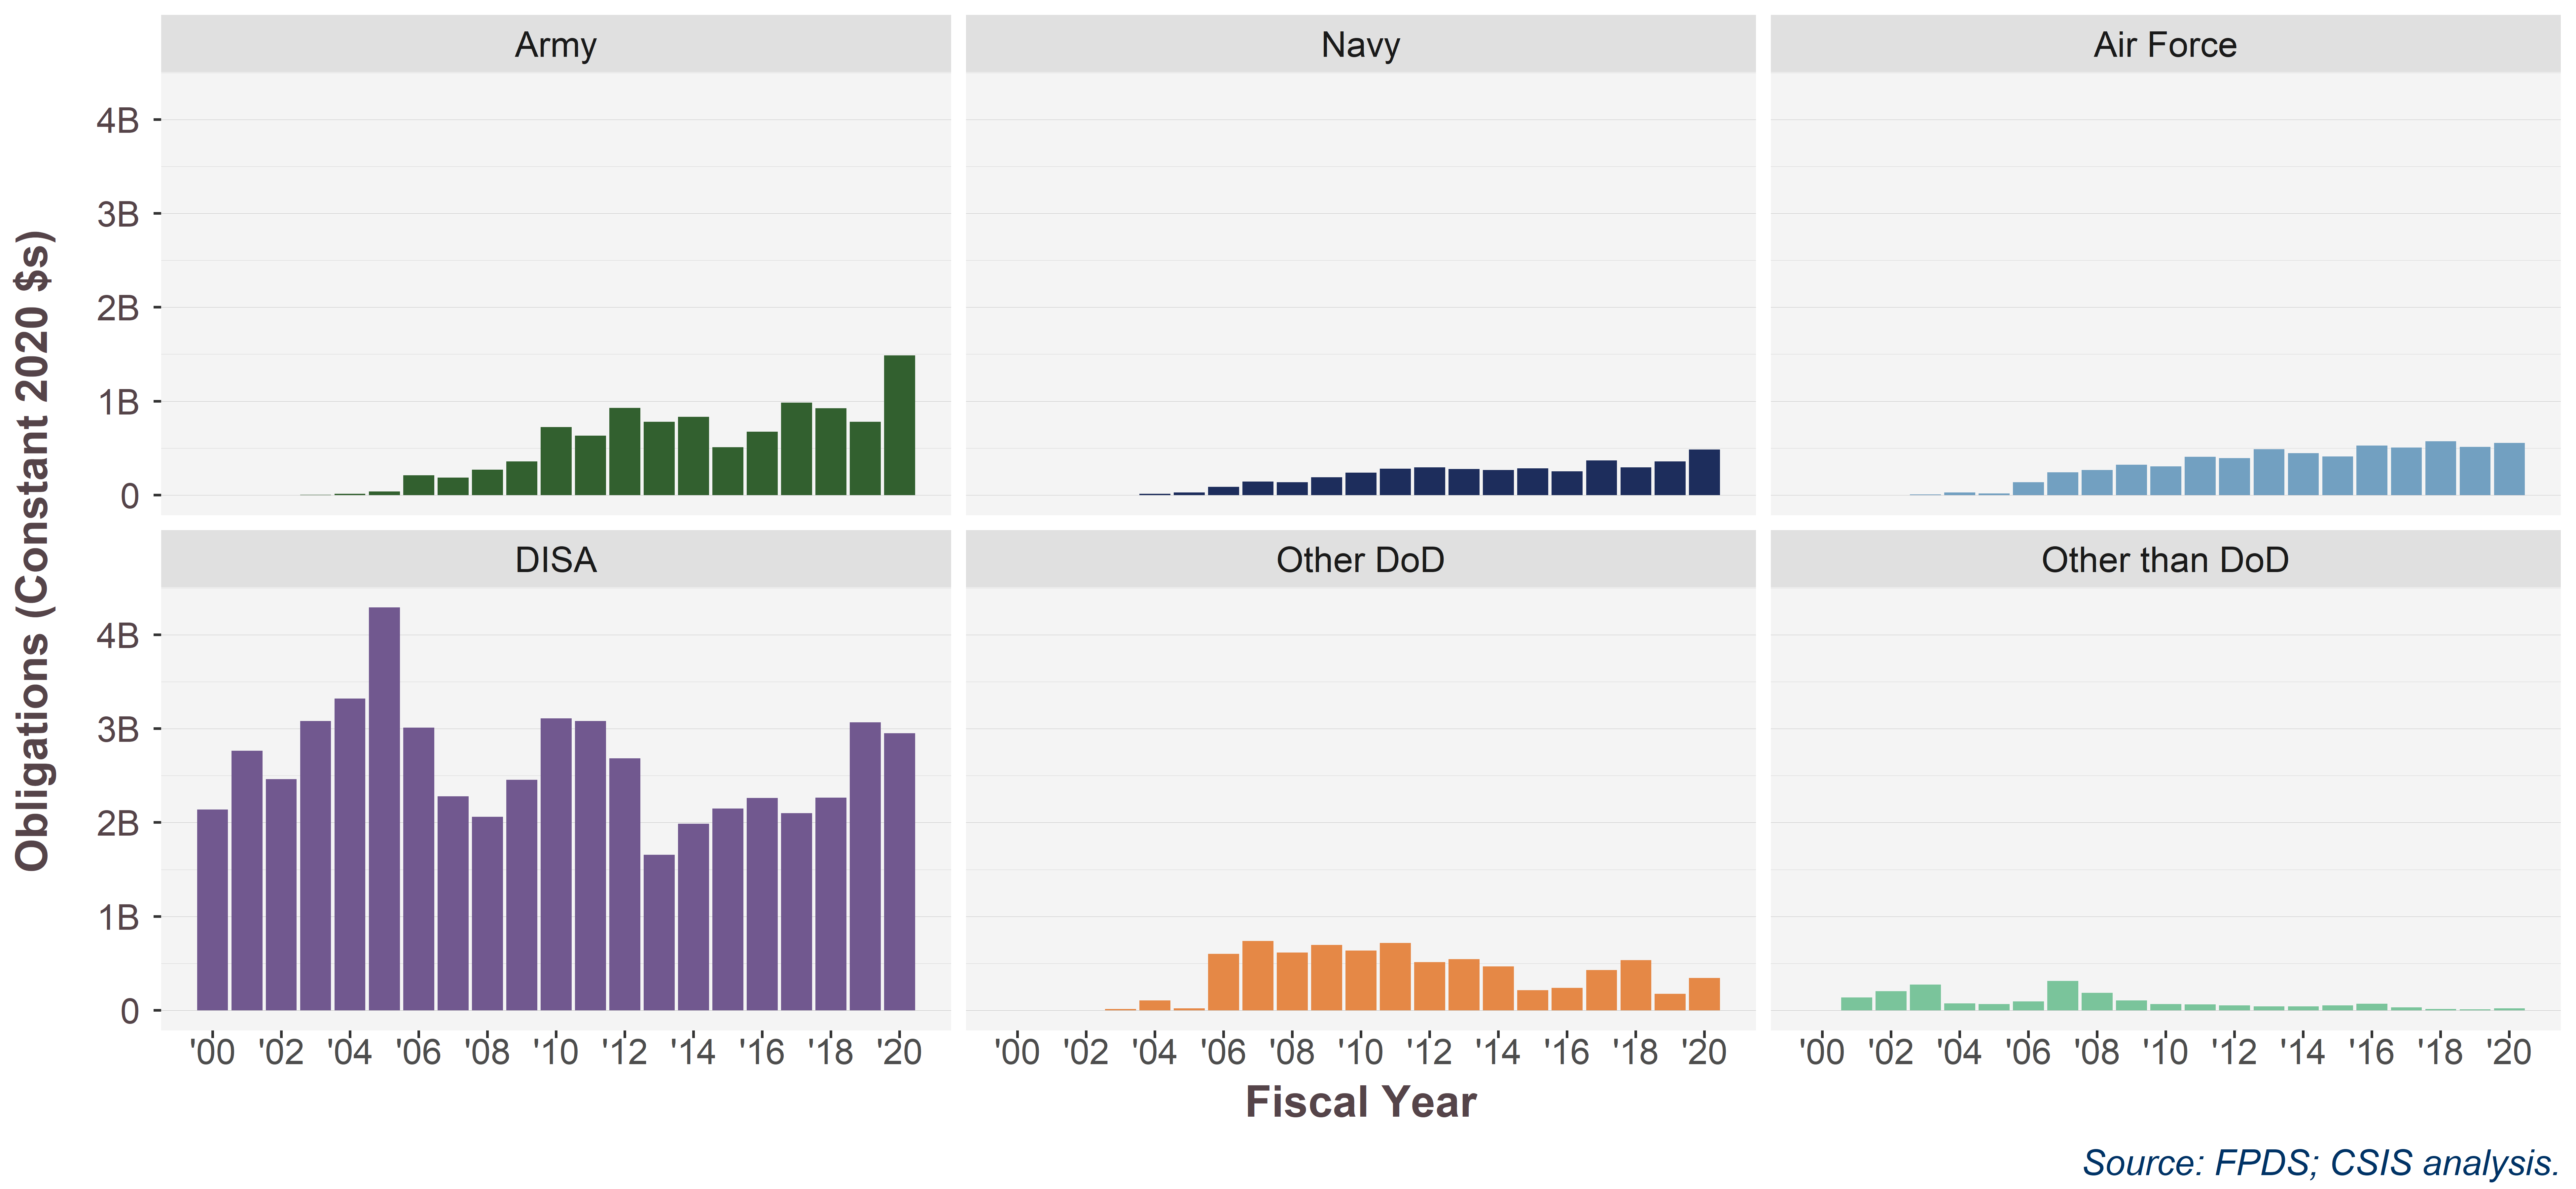 Army
Navy
Air Force
4B
3B
2B
1B
0
DISA
Other DoD
Other than DoD
4B
3B
2B
1B
0
'00 '02 '04 '06 '08 '10 '12 '14 '16 '18 '20
'00 '02 '04 '06 '08 '10 '12 '14 '16 '18 '20
'00 '02 '04 '06 '08 '10 '12 '14 '16 '18 '20
Obligations (Constant 2020 $s)
Fiscal Year
Source: FPDS; CSIS analysis.